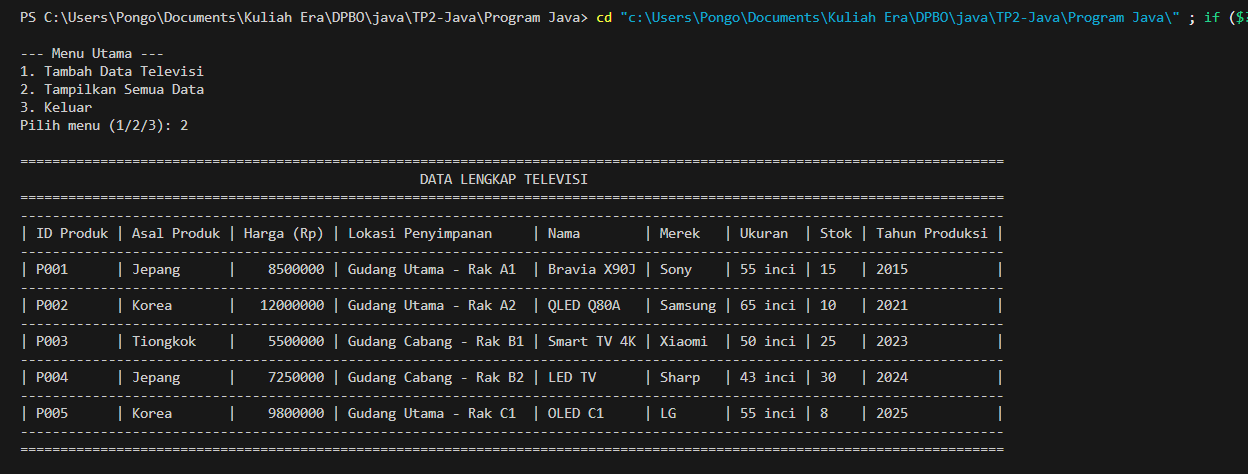 PS C:\Users\Pongo\Documents\Kuliah Era\DPBO\java\TP2-Java\Program Java> cd "c:\Users\Pongo\Documents\Kuliah Era\DPBO\java\TP2-Java\Program Java\" ; if ($?
--- Menu Utama ---
1. Tambah Data Televisi
2. Tampilkan Semua Data
3. Keluar
Pilih menu (1/2/3): 2
===========================================================================================================================
DATA LENGKAP TELEVISI
===========================================================================================================================
---------------------------------------------------------------------------------------------------------------------------
| ID Produk | Asal Produk | Harga (Rp) | Lokasi Penyimpanan     | Nama        | Merek   | Ukuran  | Stok | Tahun Produksi |
---------------------------------------------------------------------------------------------------------------------------
| P001      | Jepang      |    8500000 | Gudang Utama - Rak A1  | Bravia X90J | Sony    | 55 inci | 15   | 2015           |
---------------------------------------------------------------------------------------------------------------------------
| P002      | Korea       |   12000000 | Gudang Utama - Rak A2  | QLED Q80A   | Samsung | 65 inci | 10   | 2021           |
---------------------------------------------------------------------------------------------------------------------------
| P003      | Tiongkok    |    5500000 | Gudang Cabang - Rak B1 | Smart TV 4K | Xiaomi  | 50 inci | 25   | 2023           |
---------------------------------------------------------------------------------------------------------------------------
| P004      | Jepang      |    7250000 | Gudang Cabang - Rak B2 | LED TV      | Sharp   | 43 inci | 30   | 2024           |
---------------------------------------------------------------------------------------------------------------------------
| P005      | Korea       |    9800000 | Gudang Utama - Rak C1  | OLED C1     | LG      | 55 inci | 8    | 2025           |
---------------------------------------------------------------------------------------------------------------------------
===========================================================================================================================